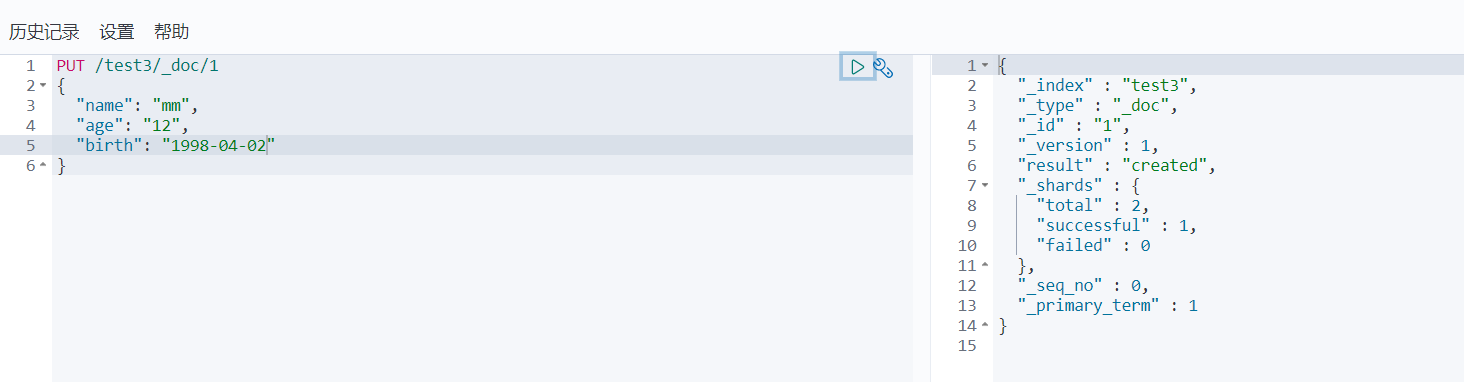 历史记录 设置 帮助
1 PUT /test3/_doc/1
2 {
3 "name": "mm",
4 "age": "12",
5 "birth": "1998-04-02"
6 }
1 {
2 "_index" : "test3",
3 "_type" : "_doc",
4 "_id" : "1",
5 "_version" : 1,
6 "result" : "created",
7 "_shards" : {
8 "total" : 2,
9 "successful" : 1,
10 "failed" : 0
11 },
12 "_seq_no" : 0,
13 "_primary_term" : 1
14 }
15